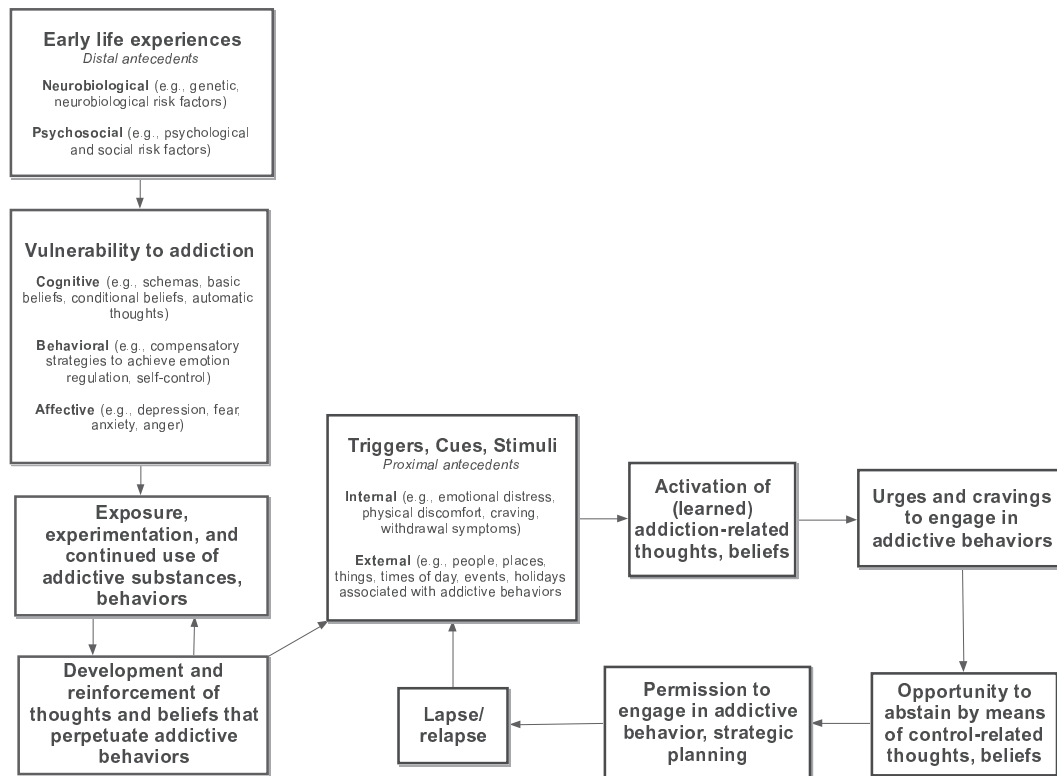 Early life experiences
Distal antecedents
Neurobiological (e.g., genetic,
neurobiological risk factors)
Psychosocial (e.g., psychological
and social risk factors)
Vulnerability to addiction
Cognitive (e.g., schemas, basic
beliefs, conditional beliefs, automatic
thoughts)
Behavioral (e.g., compensatory
strategies to achieve emotion
regulation, self-control)
Affective (e.g., depression, fear,
anxiety, anger)
Exposure,
experimentation, and
continued use of
addictive substances,
behaviors
Development and
reinforcement of
thoughts and beliefs that
perpetuate addictive
behaviors
Triggers, Cues, Stimuli
Proximal antecedents
Internal (e.g., emotional distress,
physical discomfort, craving,
withdrawal symptoms)
External (e.g., people, places,
things, times of day, events, holidays
associated with addictive behaviors
Activation of
(learned)
addiction-related
thoughts, beliefs
Urges and cravings
to engage in
addictive behaviors
Opportunity to
abstain by means
of control-related
thoughts, beliefs
Permission to
engage in addictive
behavior, strategic
planning
Lapse/
relapse